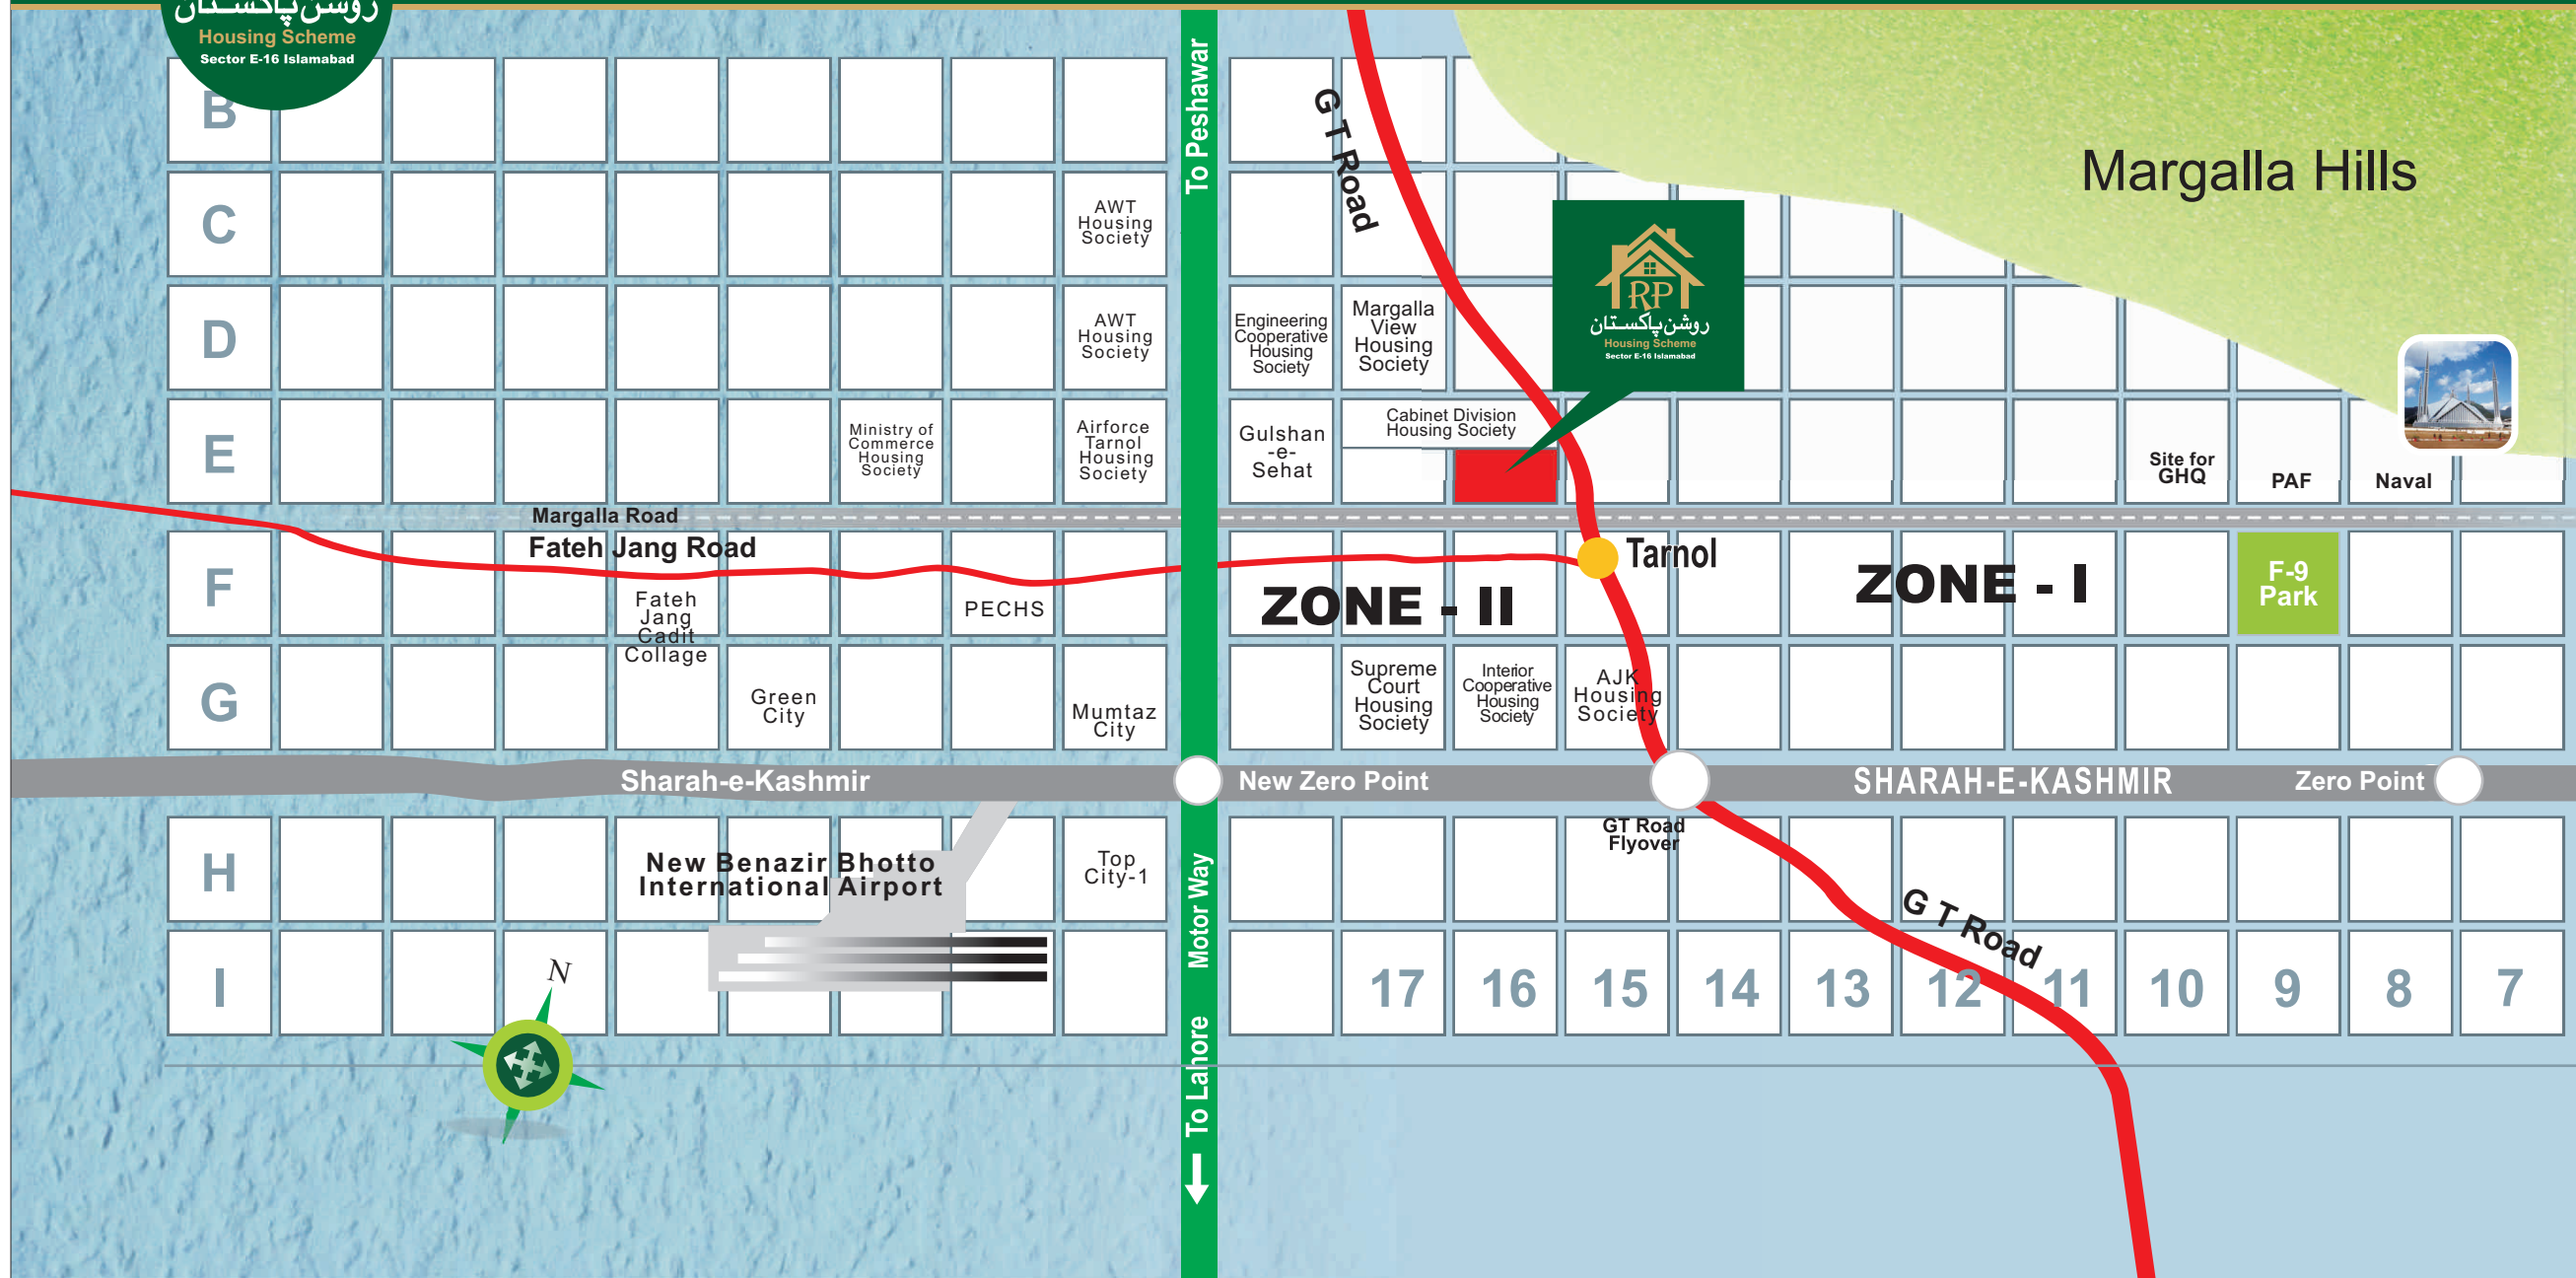 روشن پاکستان
Housing Scheme
Sector E-16 Islamabad
B
C
D
E
F
G
H
I
To Peshawar
G T Road
Margalla Hills
AWT
Housing
Society
RP
روشن پاکستان
Housing Scheme
Sector E-16 Islamabad
AWT
Housing
Society
Engineering
Cooperative
Housing
Society
Margalla
View
Housing
Society
Ministry of
Commerce
Housing
Society
Airforce
Tarnol
Housing
Society
Gulshan
-e-
Sehat
Cabinet Division
Housing Society
Site for
GHQ
PAF
Naval
Margalla Road
Fateh Jang Road
Tarnol
ZONE - II
ZONE - I
F-9
Park
Fateh
Jang
Cadit
Collage
PECHS
Green
City
Mumtaz
City
Supreme
Court
Housing
Society
Interior
Cooperative
Housing
Society
AJK
Housing
Society
Sharah-e-Kashmir
New Zero Point
SHARAH-E-KASHMIR
Zero Point
GT Road
Flyover
New Benazir Bhotto
International Airport
Top
City-1
Motor Way
G T Road
N
17
16
15
14
13
12
11
10
9
8
7
To Lahore